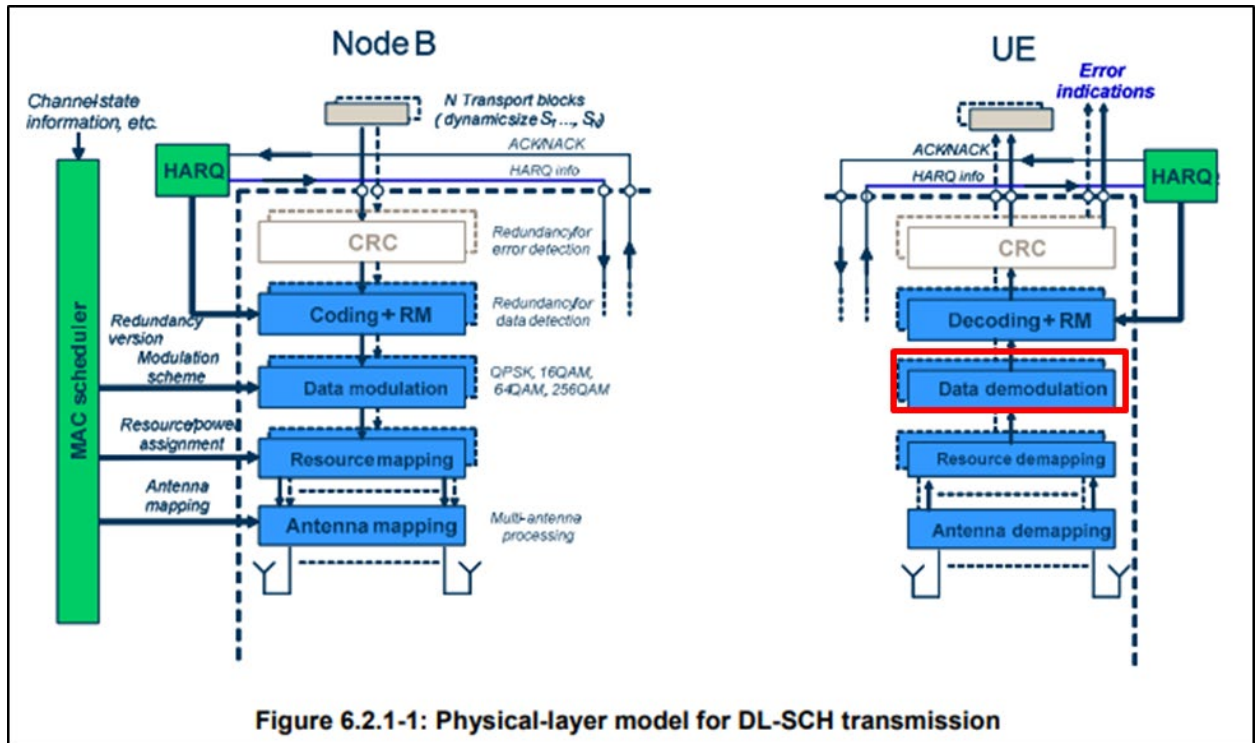 Node B
UE
Channel state
information, etc.
N Transport blocks
(dynamic size S1 ..., SN)
Error
indications
ACK/NACK
HARQ
HARQ info
ACK/NACK
HARQ info
HARQ
CRC
Redundancy for
error detection
CRC
Coding + RM
Redundancy for
data detection
Decoding + RM
MAC scheduler
Redundancy
version
Modulation
scheme
Data modulation
QPSK, 16QAM,
64QAM, 256QAM
Data demodulation
Resource/power
assignment
Resource mapping
Resource demapping
Antenna
mapping
Antenna mapping
Multi-antenna
processing
Antenna demapping
Figure 6.2.1-1: Physical-layer model for DL-SCH transmission